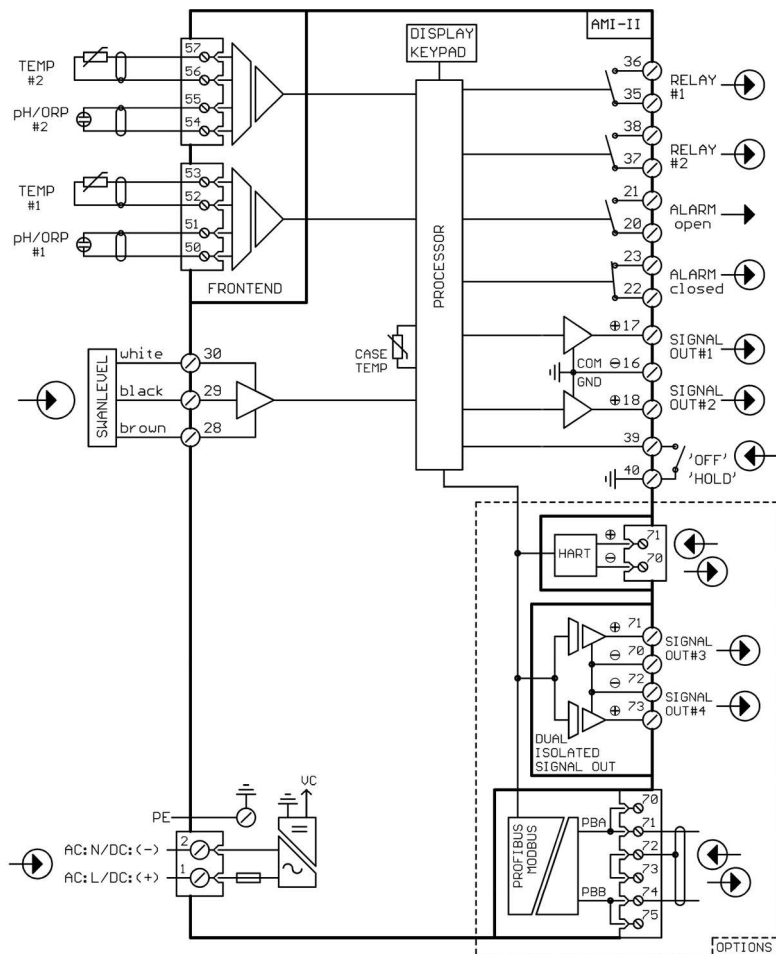 AMI-II
DISPLAY
KEYPAD
57
TEMP
#2
56
55
pH/ORP
#2
54
53
TEMP
#1
52
51
pH/ORP
#1
50
FRONTEND
PROCESSOR
CASE
TEMP
36
RELAY
#1
35
38
RELAY
#2
37
21
ALARM
open
20
23
ALARM
closed
22
⊕17
SIGNAL
OUT#1
COM ⊖16
GND
SIGNAL
OUT#2
⊕18
39
'OFF'
40
'HOLD'
SWANLEVEL
white 30
black 29
brown 28
HART
⊕ 71
⊖ 70
⊕ 71
SIGNAL
OUT#3
⊖ 70
⊖ 72
SIGNAL
OUT#4
⊕ 73
DUAL
ISOLATED
SIGNAL OUT
VC
PE
AC:N/DC:(-) 2
AC:L/DC:(+) 1
PROFIBUS
MODBUS
70
PBA 71
72
73
PBB 74
75
OPTIONS